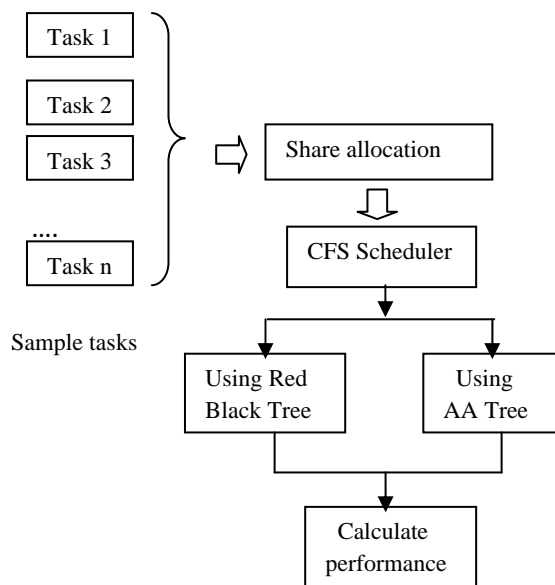 Task 1
Task 2
Task 3
....
Task n
Sample tasks
Share allocation
CFS Scheduler
Using Red
Black Tree
Using
AA Tree
Calculate
performance